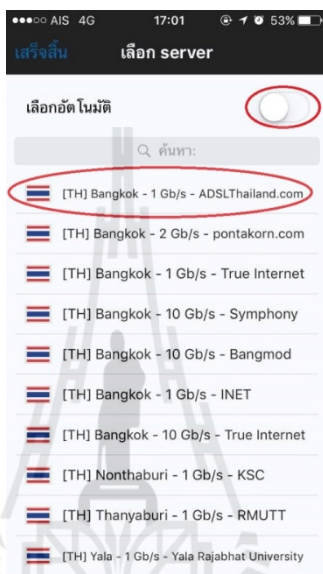 AIS 4G 17:01 53%
เสร็จสิ้น เลือก server
เลือกอัตโนมัติ
ค้นหา:
[TH] Bangkok - 1 Gb/s - ADSLThailand.com
[TH] Bangkok - 2 Gb/s - pontakorn.com
[TH] Bangkok - 1 Gb/s - True Internet
[TH] Bangkok - 10 Gb/s - Symphony
[TH] Bangkok - 10 Gb/s - Bangmod
[TH] Bangkok - 1 Gb/s - INET
[TH] Bangkok - 10 Gb/s - True Internet
[TH] Nonthaburi - 1 Gb/s - KSC
[TH] Thanyaburi - 1 Gb/s - RMUTT
[TH] Yala - 1 Gb/s - Yala Rajabhat University